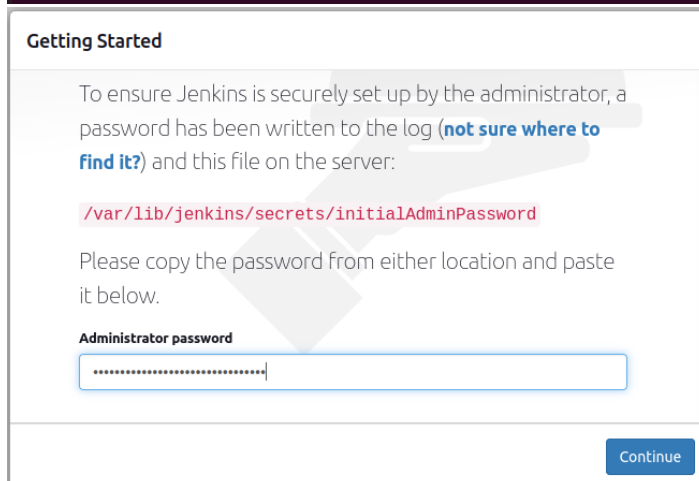 Getting Started
To ensure Jenkins is securely set up by the administrator, a
password has been written to the log (not sure where to
find it?) and this file on the server:
/var/lib/jenkins/secrets/initialAdminPassword
Please copy the password from either location and paste
it below.
Administrator password
••••••••••••••••••••••••••••••••
Continue